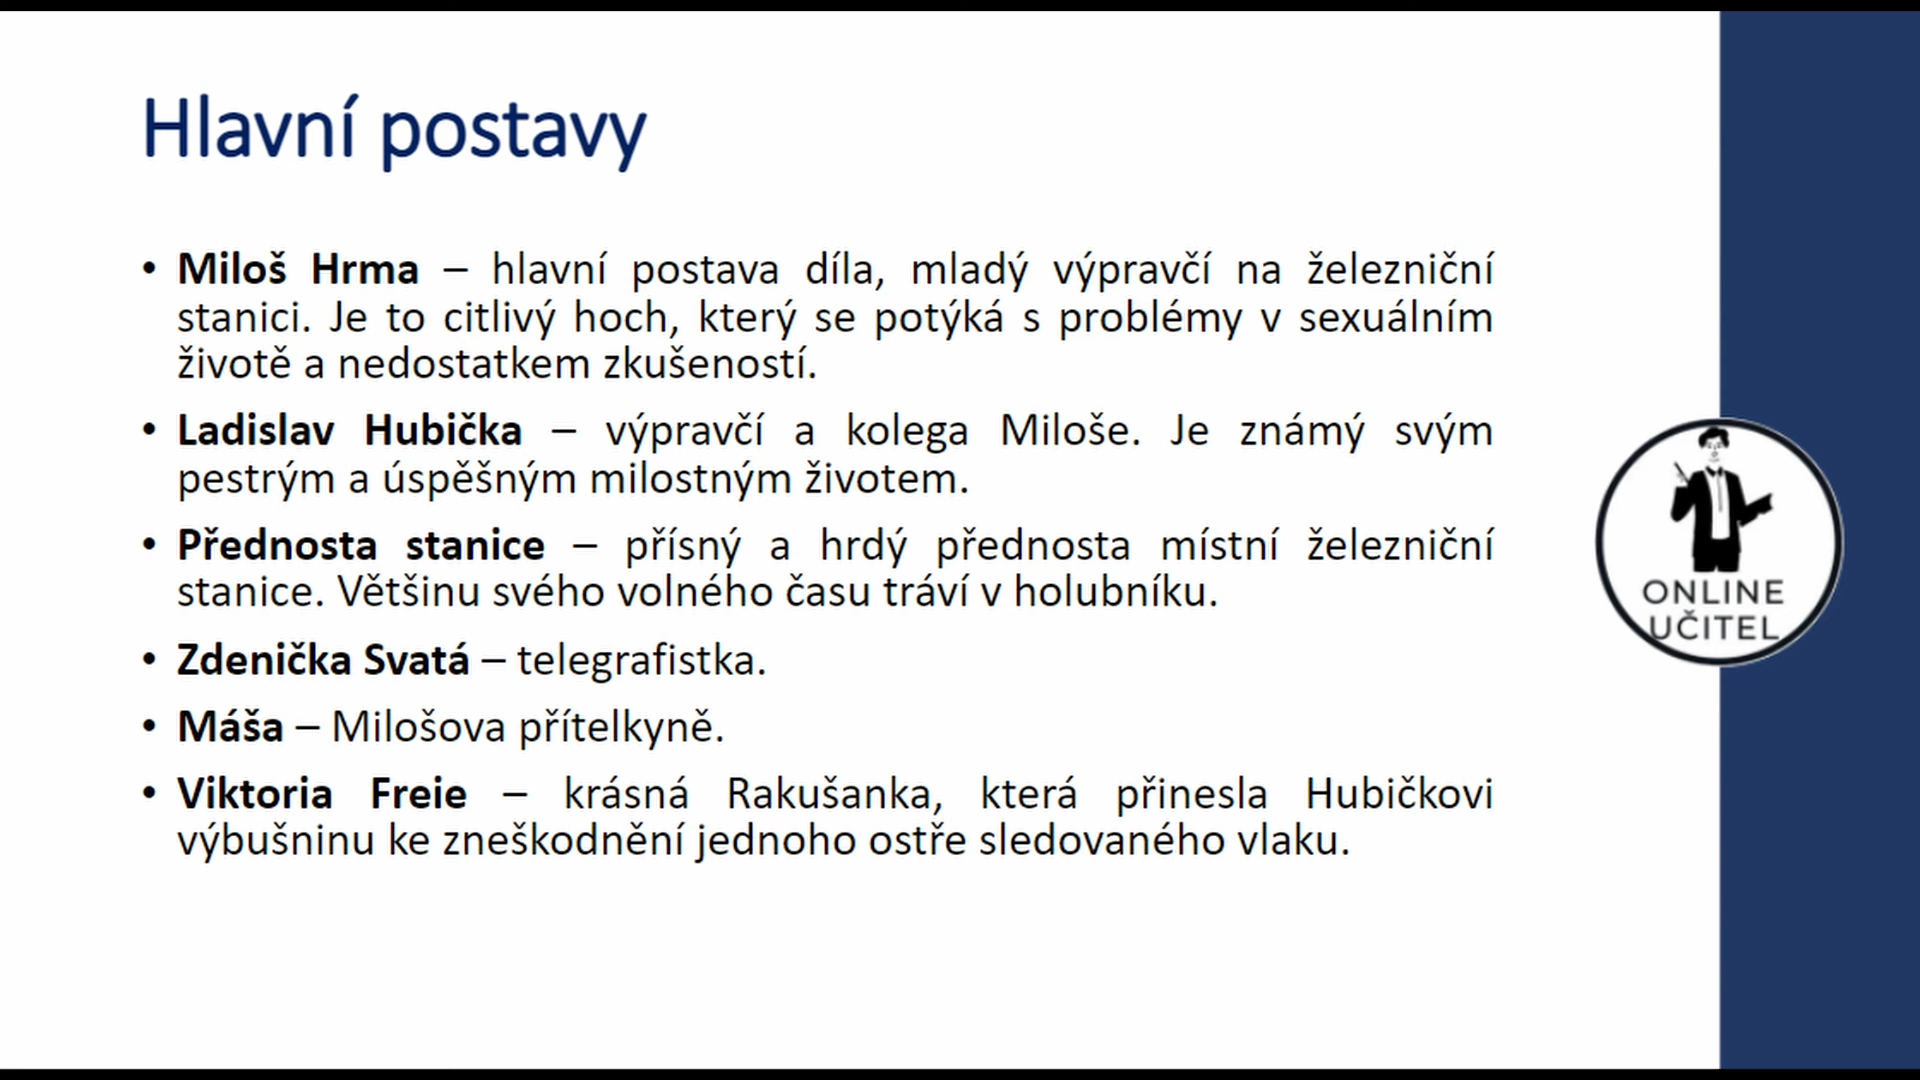 Hlavní postavy
• Miloš Hrma – hlavní postava díla, mladý výpravčí na železniční
stanici. Je to citlivý hoch, který se potýká s problémy v sexuálním
životě a nedostatkem zkušeností.
• Ladislav Hubička – výpravčí a kolega Miloše. Je známý svým
pestrým a úspěšným milostným životem.
• Přednosta stanice – přísný a hrdý přednosta místní železniční
stanice. Většinu svého volného času tráví v holubníku.
• Zdenička Svatá – telegrafistka.
• Máša – Milošova přítelkyně.
• Viktoria Freie – krásná Rakušanka, která přinesla Hubičkovi
výbušninu ke zneškodnění jednoho ostře sledovaného vlaku.
ONLINE
UČITEL